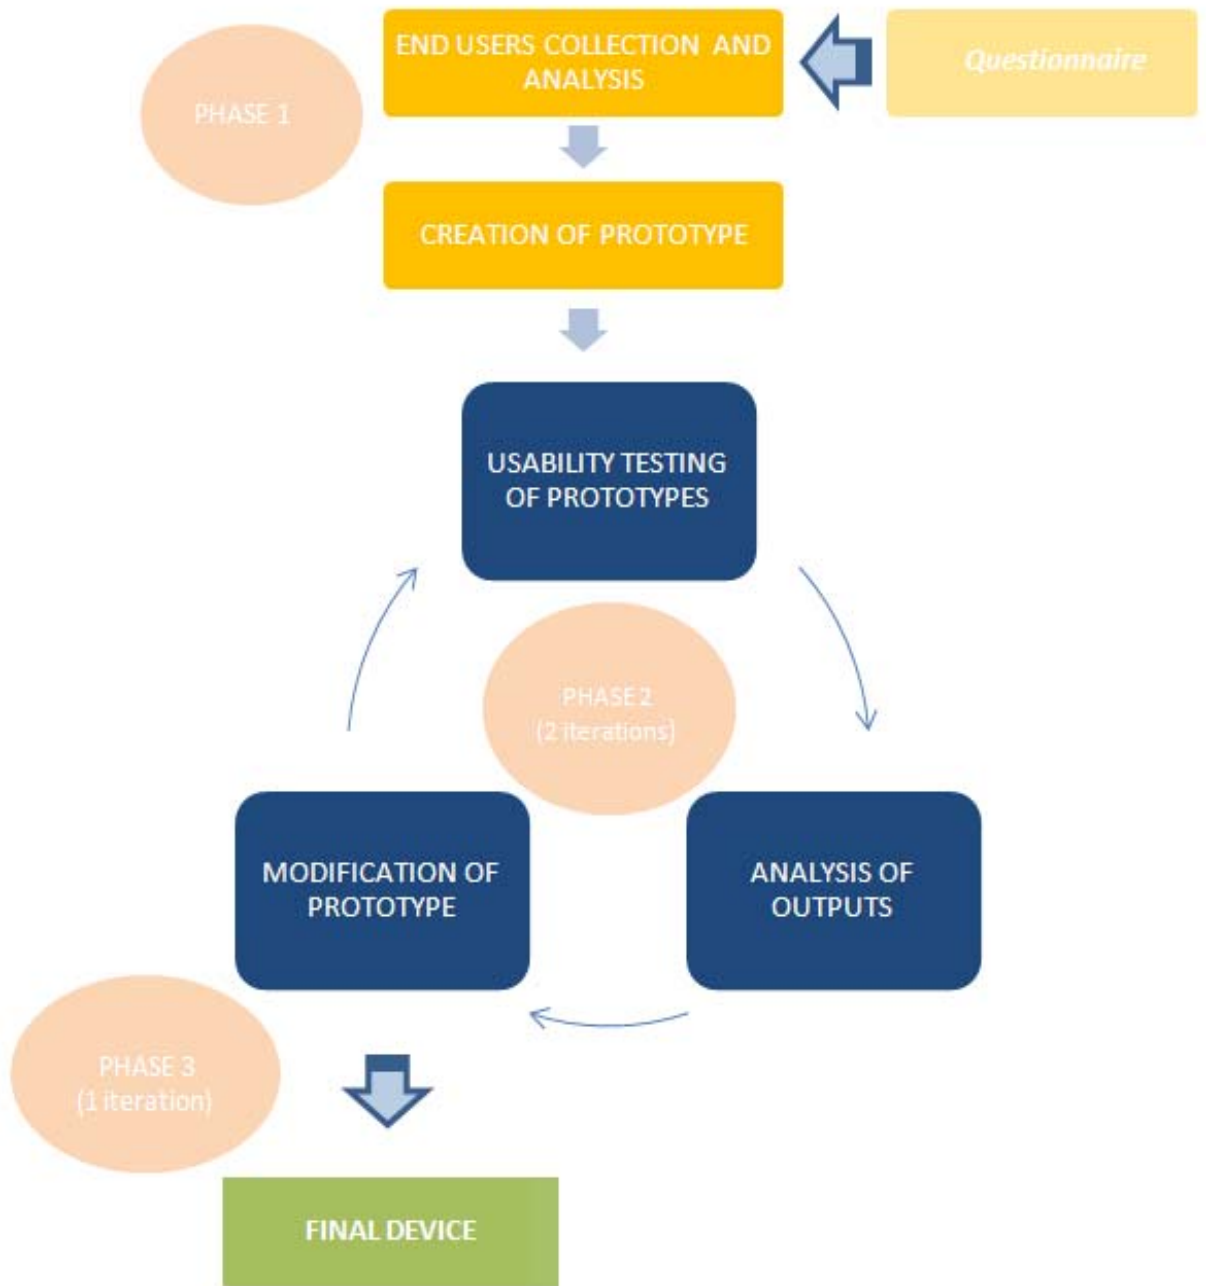 END USERS COLLECTION AND
ANALYSIS
Questionnaire
PHASE 1
CREATION OF PROTOTYPE
USABILITY TESTING
OF PROTOTYPES
PHASE 2
(2 iterations)
MODIFICATION OF
PROTOTYPE
ANALYSIS OF
OUTPUTS
PHASE 3
(1 iteration)
FINAL DEVICE